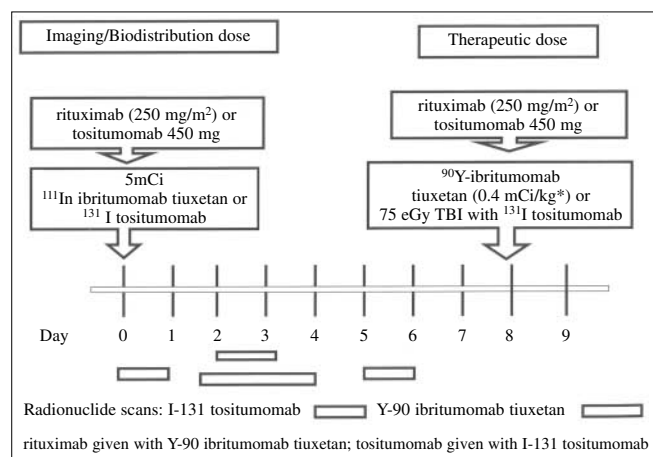 Imaging/Biodistribution dose
Therapeutic dose
rituximab (250 mg/m²) or
tositumomab 450 mg
rituximab (250 mg/m²) or
tositumomab 450 mg
5mCi
¹¹¹In ibritumomab tiuxetan or
¹³¹ I tositumomab
⁹⁰Y-ibritumomab
tiuxetan (0.4 mCi/kg*) or
75 eGy TBI with ¹³¹I tositumomab
Day 0 1 2 3 4 5 6 7 8 9
Radionuclide scans: I-131 tositumomab Y-90 ibritumomab tiuxetan
rituximab given with Y-90 ibritumomab tiuxetan; tositumomab given with I-131 tositumomab